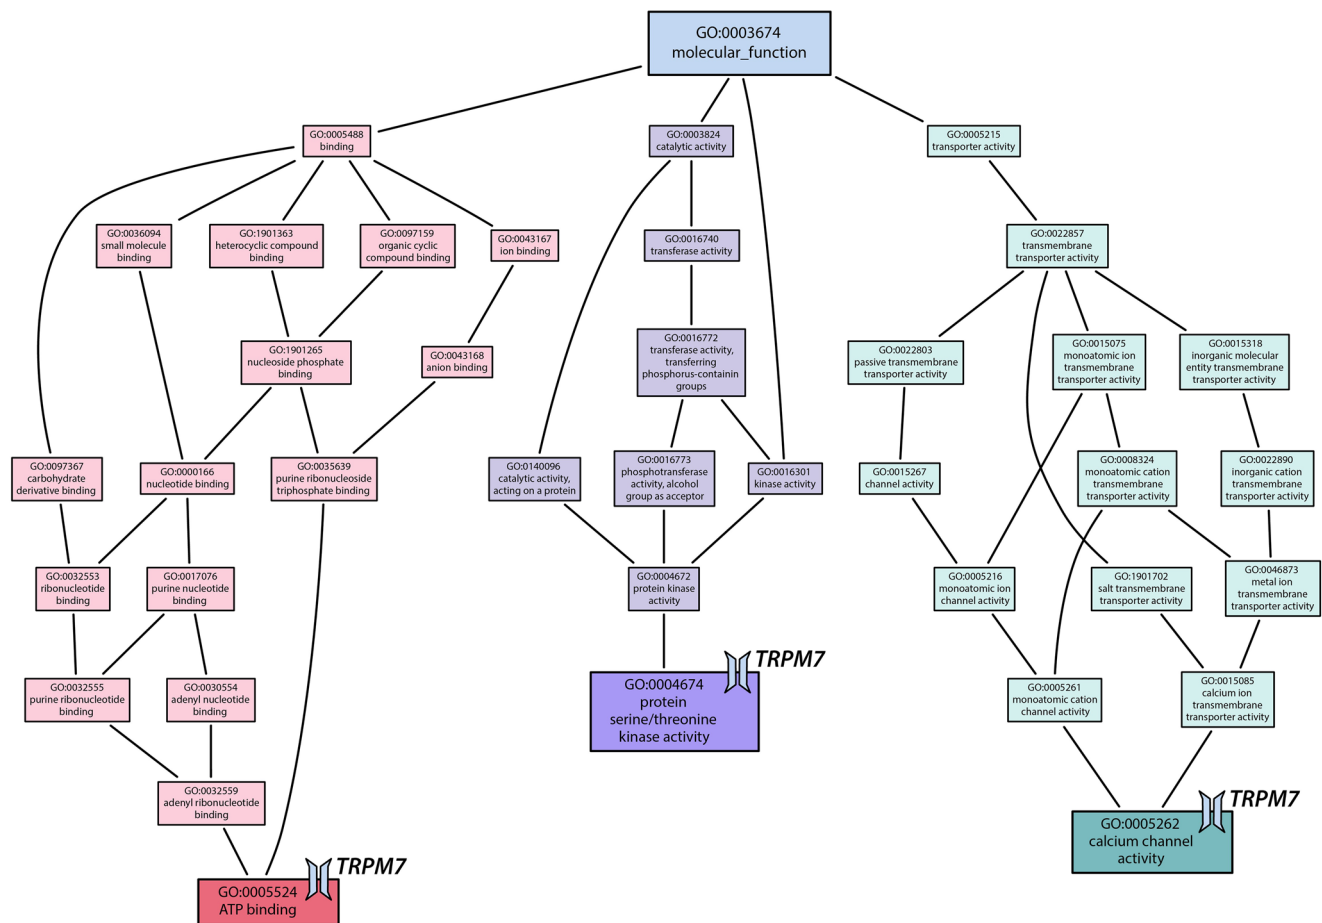 GO:0003674
molecular_function
GO:0005488
binding
GO:0003824
catalytic activity
GO:0005215
transporter activity
GO:0036094
small molecule
binding
GO:1901363
heterocyclic compound
binding
GO:0097159
organic cyclic
compound binding
GO:0043167
ion binding
GO:0016740
transferase activity
GO:0022857
transmembrane
transporter activity
GO:1901265
nucleoside phosphate
binding
GO:0043168
anion binding
GO:0016772
transferase activity,
transferring
phosphorus-containin
groups
GO:0022803
passive transmembrane
transporter activity
GO:0015075
monoatomic ion
transmembrane
transporter activity
GO:0015318
inorganic molecular
entity transmembrane
transporter activity
GO:0097367
carbohydrate
derivative binding
GO:0000166
nucleotide binding
GO:0035639
purine ribonucleoside
triphosphate binding
GO:0140096
catalytic activity,
acting on a protein
GO:0016773
phosphotransferase
activity, alcohol
group as acceptor
GO:0016301
kinase activity
GO:0015267
channel activity
GO:0008324
monoatomic cation
transmembrane
transporter activity
GO:0022890
inorganic cation
transmembrane
transporter activity
GO:0032553
ribonucleotide
binding
GO:0017076
purine nucleotide
binding
GO:0004672
protein kinase
activity
GO:0005216
monoatomic ion
channel activity
GO:1901702
salt transmembrane
transporter activity
GO:0046873
metal ion
transmembrane
transporter activity
GO:0032555
purine ribonucleotide
binding
GO:0030554
adenyl nucleotide
binding
TRPM7
GO:0004674
protein
serine/threonine
kinase activity
GO:0005261
monoatomic cation
channel activity
GO:0015085
calcium ion
transmembrane
transporter activity
GO:0032559
adenyl ribonucleotide
binding
TRPM7
GO:0005262
calcium channel
activity
TRPM7
GO:0005524
ATP binding